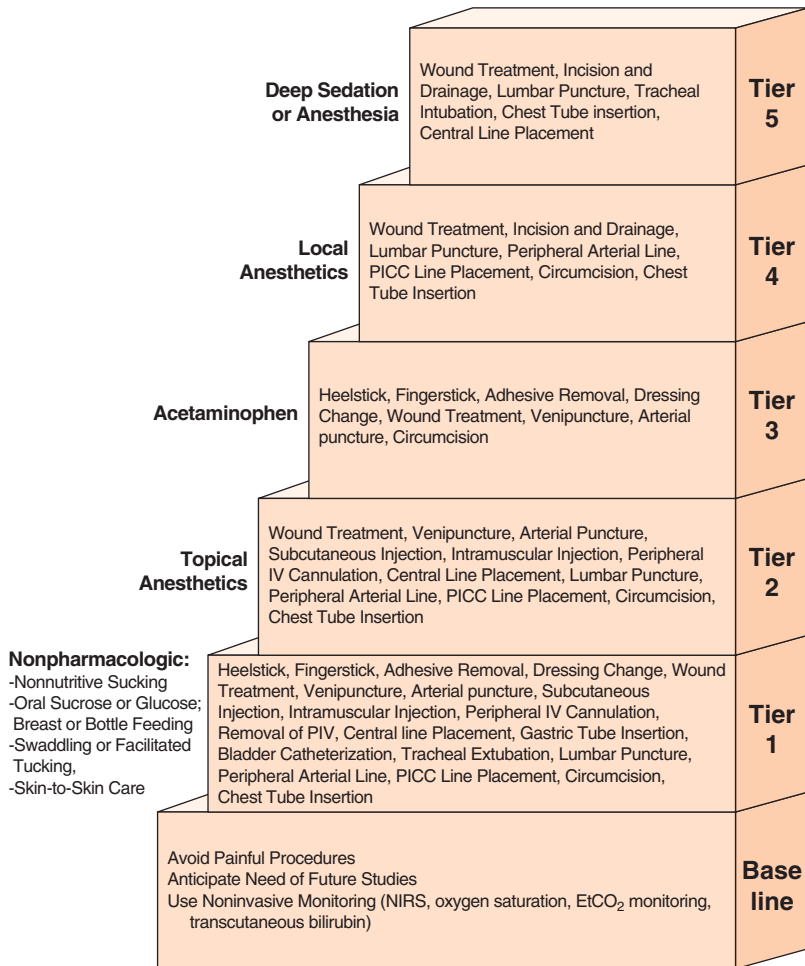 Deep Sedation
or Anesthesia
Wound Treatment, Incision and
Drainage, Lumbar Puncture, Tracheal
Intubation, Chest Tube insertion,
Central Line Placement
Tier
5
Local
Anesthetics
Wound Treatment, Incision and Drainage,
Lumbar Puncture, Peripheral Arterial Line,
PICC Line Placement, Circumcision, Chest
Tube Insertion
Tier
4
Acetaminophen
Heelstick, Fingerstick, Adhesive Removal, Dressing
Change, Wound Treatment, Venipuncture, Arterial
puncture, Circumcision
Tier
3
Topical
Anesthetics
Wound Treatment, Venipuncture, Arterial Puncture,
Subcutaneous Injection, Intramuscular Injection, Peripheral
IV Cannulation, Central Line Placement, Lumbar Puncture,
Peripheral Arterial Line, PICC Line Placement, Circumcision,
Chest Tube Insertion
Tier
2
Nonpharmacologic:
-Nonnutritive Sucking
-Oral Sucrose or Glucose;
Breast or Bottle Feeding
-Swaddling or Facilitated
Tucking,
-Skin-to-Skin Care
Heelstick, Fingerstick, Adhesive Removal, Dressing Change, Wound
Treatment, Venipuncture, Arterial puncture, Subcutaneous
Injection, Intramuscular Injection, Peripheral IV Cannulation,
Removal of PIV, Central line Placement, Gastric Tube Insertion,
Bladder Catheterization, Tracheal Extubation, Lumbar Puncture,
Peripheral Arterial Line, PICC Line Placement, Circumcision,
Chest Tube Insertion
Tier
1
Avoid Painful Procedures
Anticipate Need of Future Studies
Use Noninvasive Monitoring (NIRS, oxygen saturation, EtCO₂ monitoring,
transcutaneous bilirubin)
Base
line